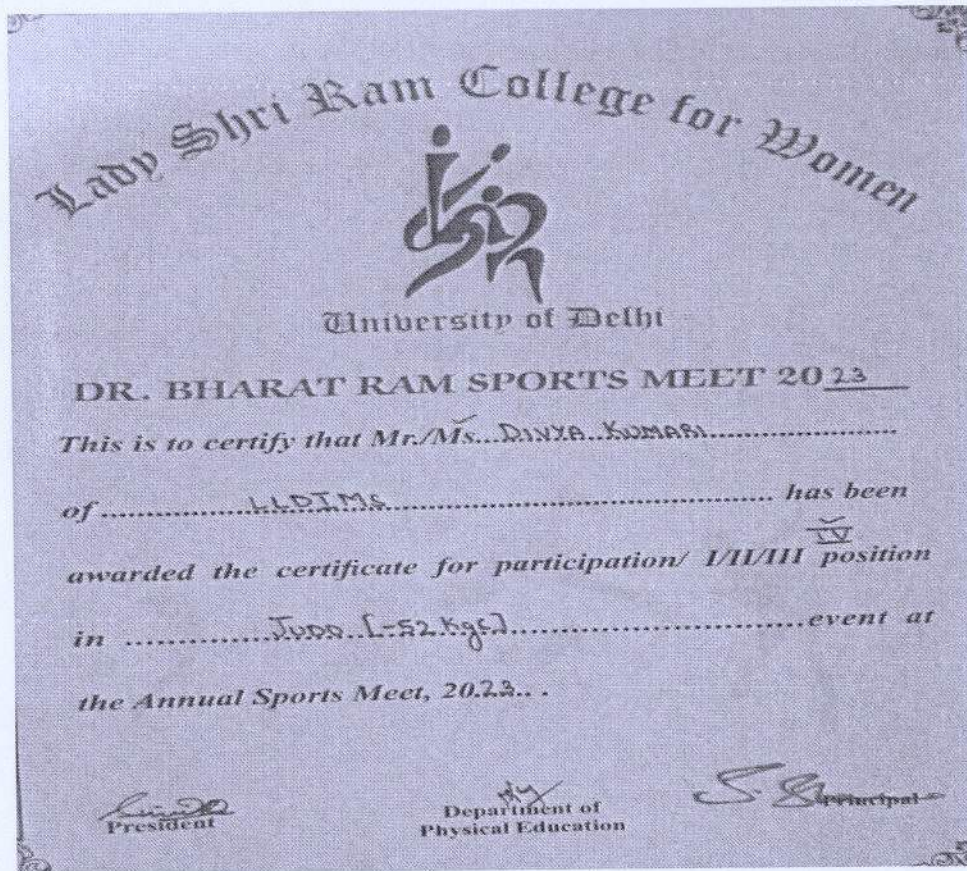 Lady Shri Ram College for Women
University of Delhi
DR. BHARAT RAM SPORTS MEET 2023
This is to certify that Mr./Ms...DIVYA..KUMARI..............................
of ....................LLDIMS.................................................... has been
IV
awarded the certificate for participation/ I/II/III position
in ..................JUDO..[-52.Kgs]......................................event at
the Annual Sports Meet, 20.23.. .
President
Department of
Physical Education
Principal